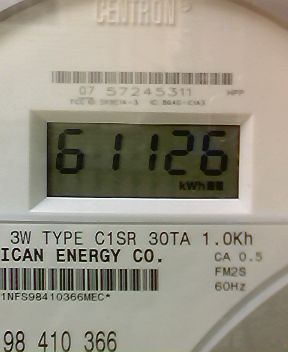 CENTRON
07 57245311 HPP
61126
kWh
3W TYPE C1SR 30TA 1.0Kh
ICAN ENERGY CO. CA 0.5
FM2S
1NFS98410366MEC* 60Hz
98 410 366